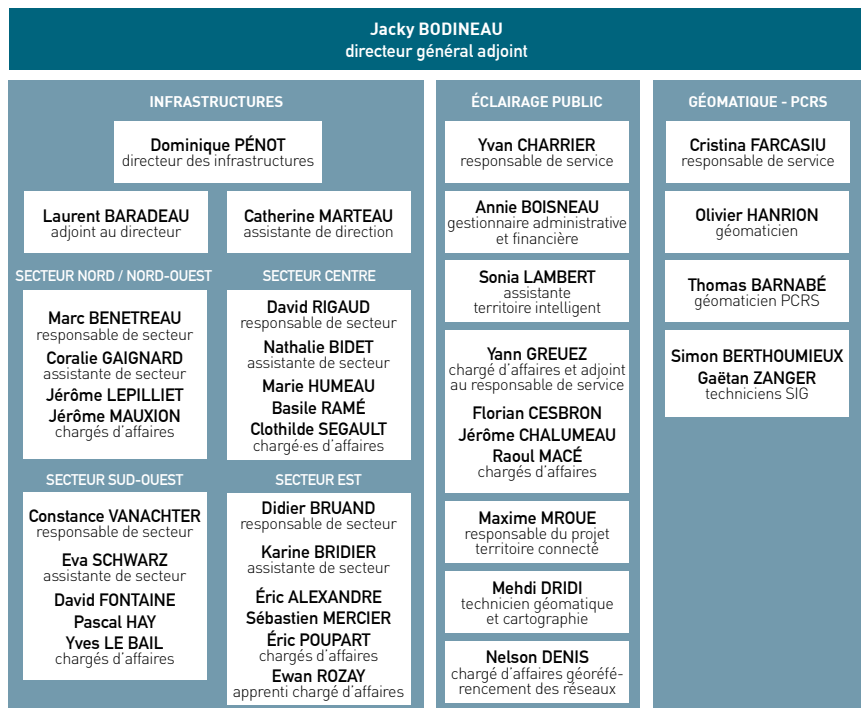 Jacky BODINEAU
directeur général adjoint
INFRASTRUCTURES
Dominique PÉNOT
directeur des infrastructures
Laurent BARADEAU
adjoint au directeur
Catherine MARTEAU
assistante de direction
SECTEUR NORD / NORD-OUEST
Marc BENETREAU
responsable de secteur
Coralie GAIGNARD
assistante de secteur
Jérôme LEPILLIET
Jérôme MAUXION
chargés d'affaires
SECTEUR CENTRE
David RIGAUD
responsable de secteur
Nathalie BIDET
assistante de secteur
Marie HUMEAU
Basile RAMÉ
Clothilde SEGAULT
chargé·es d'affaires
SECTEUR SUD-OUEST
Constance VANACHTER
responsable de secteur
Eva SCHWARZ
assistante de secteur
David FONTAINE
Pascal HAY
Yves LE BAIL
chargés d'affaires
SECTEUR EST
Didier BRUAND
responsable de secteur
Karine BRIDIER
assistante de secteur
Éric ALEXANDRE
Sébastien MERCIER
Éric POUPART
chargés d'affaires
Ewan ROZAY
apprenti chargé d'affaires
ÉCLAIRAGE PUBLIC
Yvan CHARRIER
responsable de service
Annie BOISNEAU
gestionnaire administrative
et financière
Sonia LAMBERT
assistante
territoire intelligent
Yann GREUEZ
chargé d'affaires et adjoint
au responsable de service
Florian CESBRON
Jérôme CHALUMEAU
Raoul MACÉ
chargés d'affaires
Maxime MROUE
responsable du projet
territoire connecté
Mehdi DRIDI
technicien géomatique
et cartographie
Nelson DENIS
chargé d'affaires géoréfé-
rencement des réseaux
GÉOMATIQUE - PCRS
Cristina FARCASIU
responsable de service
Olivier HANRION
géomaticien
Thomas BARNABÉ
géomaticien PCRS
Simon BERTHOUMIEUX
Gaëtan ZANGER
techniciens SIG